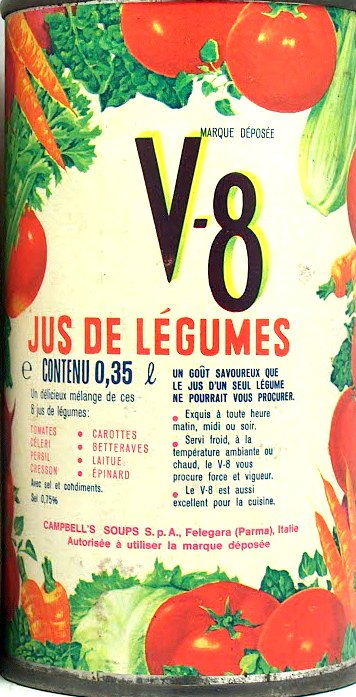 MARQUE DÉPOSÉE
V-8
JUS DE LÉGUMES
e CONTENU 0,35 ℓ
Un délicieux mélange de ces
8 jus de légumes:
TOMATES • CAROTTES
CÉLERI • BETTERAVES
PERSIL • LAITUE
CRESSON • ÉPINARD
Avec sel et condiments.
Sel 0,75%
UN GOÛT SAVOUREUX QUE
LE JUS D'UN SEUL LÉGUME
NE POURRAIT VOUS PROCURER.
• Exquis à toute heure
matin, midi ou soir.
• Servi froid, à la
température ambiante ou
chaud, le V-8 vous
procure force et vigueur.
• Le V-8 est aussi
excellent pour la cuisine.
CAMPBELL'S SOUPS S.p.A., Felegara (Parma), Italie
Autorisée à utiliser la marque déposée